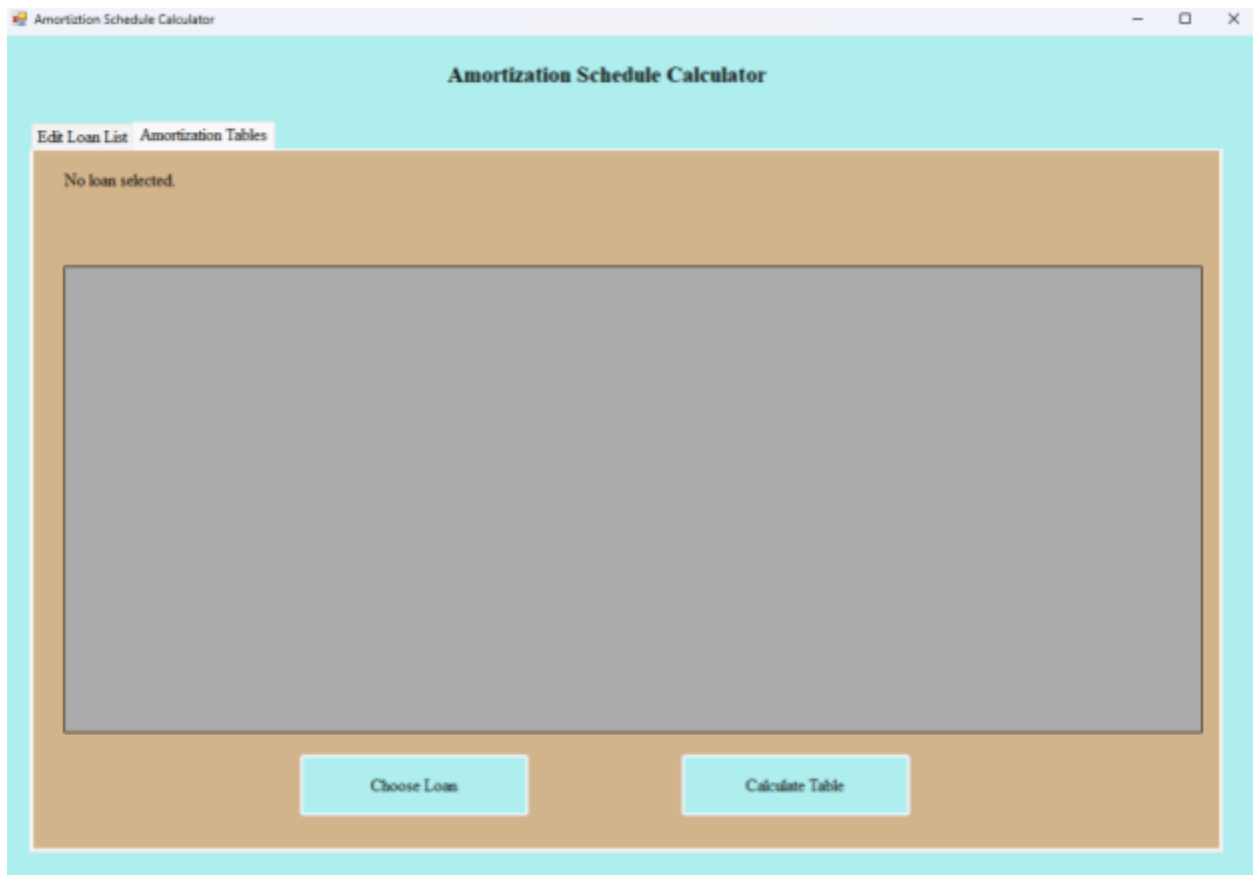 Amortiztion Schedule Calculator
Amortization Schedule Calculator
Edit Loan List Amortization Tables
No loan selected.
Choose Loan Calculate Table